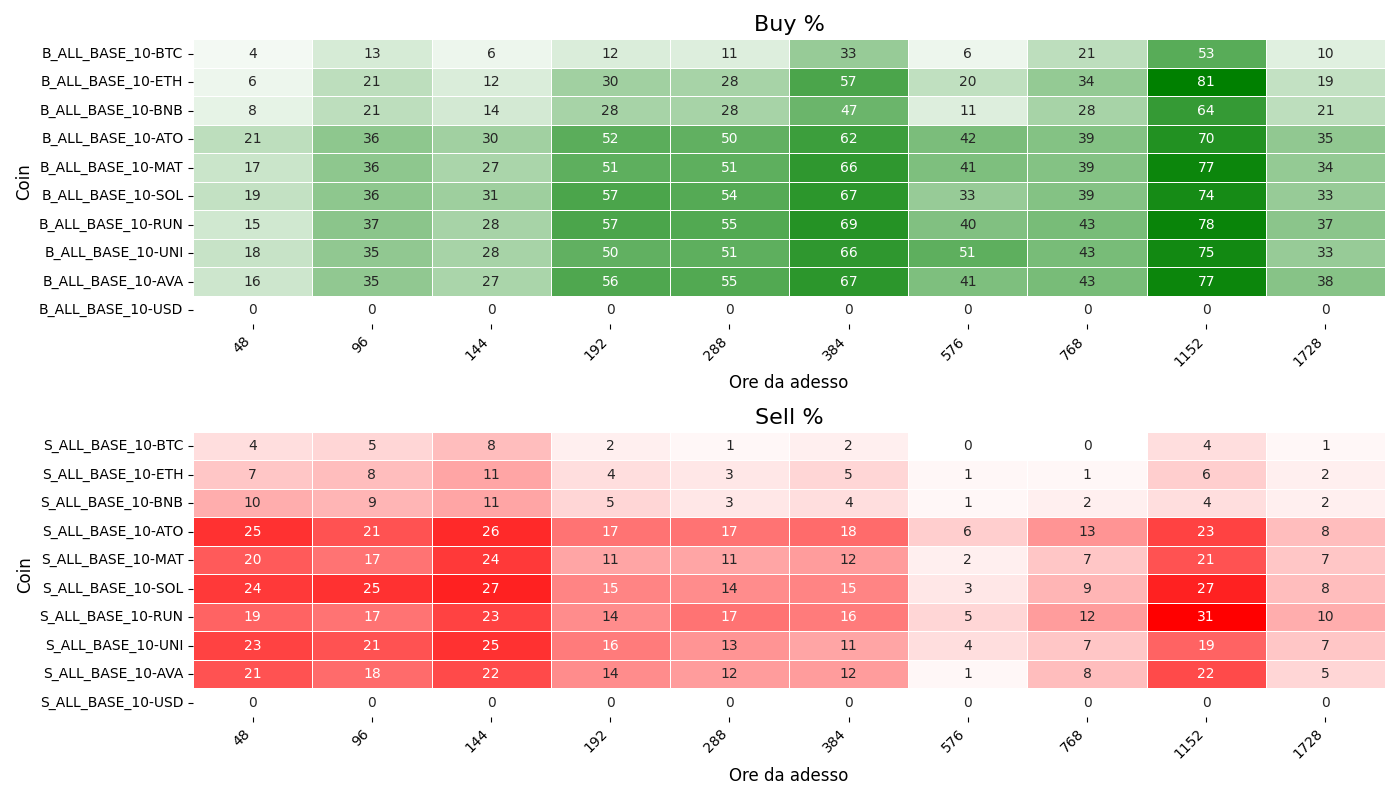 Buy %
B_ALL_BASE_10-BTC 4 13 6 12 11 33 6 21 53 10
B_ALL_BASE_10-ETH 6 21 12 30 28 57 20 34 81 19
B_ALL_BASE_10-BNB 8 21 14 28 28 47 11 28 64 21
B_ALL_BASE_10-ATO 21 36 30 52 50 62 42 39 70 35
B_ALL_BASE_10-MAT 17 36 27 51 51 66 41 39 77 34
B_ALL_BASE_10-SOL 19 36 31 57 54 67 33 39 74 33
B_ALL_BASE_10-RUN 15 37 28 57 55 69 40 43 78 37
B_ALL_BASE_10-UNI 18 35 28 50 51 66 51 43 75 33
B_ALL_BASE_10-AVA 16 35 27 56 55 67 41 43 77 38
B_ALL_BASE_10-USD 0 0 0 0 0 0 0 0 0 0
Coin
48 96 144 192 288 384 576 768 1152 1728
Ore da adesso
Sell %
S_ALL_BASE_10-BTC 4 5 8 2 1 2 0 0 4 1
S_ALL_BASE_10-ETH 7 8 11 4 3 5 1 1 6 2
S_ALL_BASE_10-BNB 10 9 11 5 3 4 1 2 4 2
S_ALL_BASE_10-ATO 25 21 26 17 17 18 6 13 23 8
S_ALL_BASE_10-MAT 20 17 24 11 11 12 2 7 21 7
S_ALL_BASE_10-SOL 24 25 27 15 14 15 3 9 27 8
S_ALL_BASE_10-RUN 19 17 23 14 17 16 5 12 31 10
S_ALL_BASE_10-UNI 23 21 25 16 13 11 4 7 19 7
S_ALL_BASE_10-AVA 21 18 22 14 12 12 1 8 22 5
S_ALL_BASE_10-USD 0 0 0 0 0 0 0 0 0 0
Coin
48 96 144 192 288 384 576 768 1152 1728
Ore da adesso